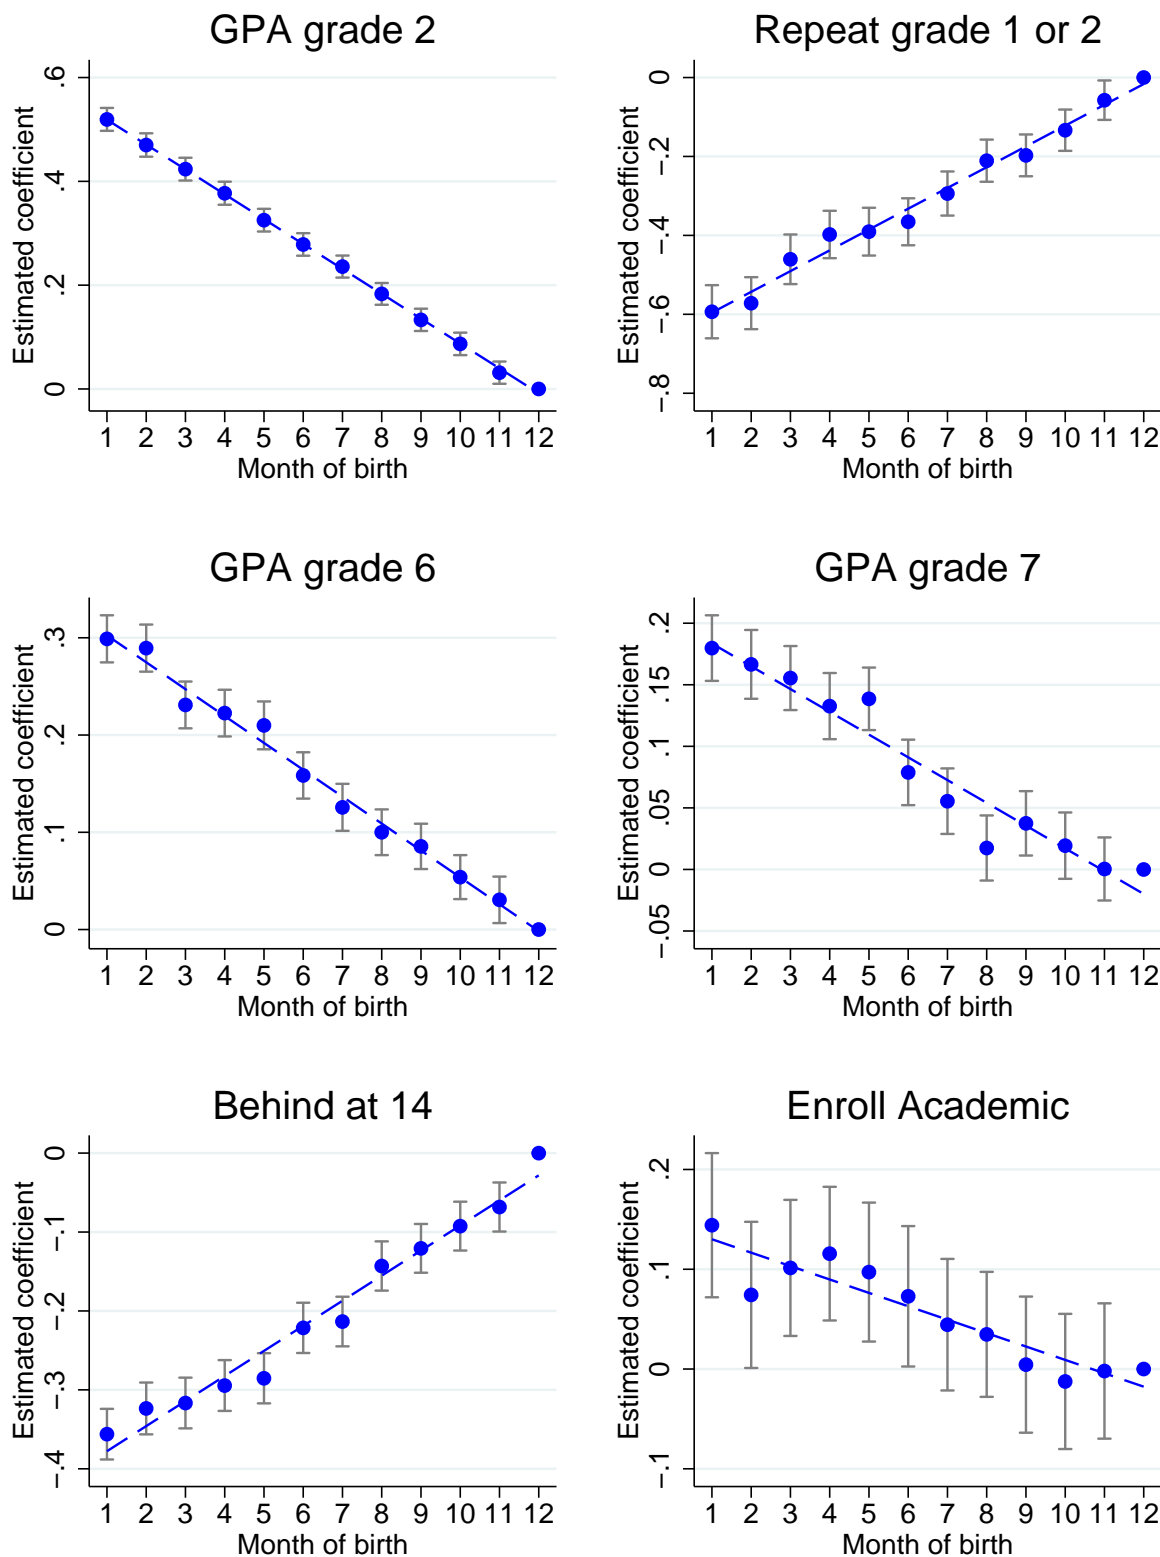 GPA grade 2
Estimated coefficient
.6
.4
.2
0
1 2 3 4 5 6 7 8 9 10 11 12
Month of birth
Repeat grade 1 or 2
Estimated coefficient
0
−.2
−.4
−.6
−.8
1 2 3 4 5 6 7 8 9 10 11 12
Month of birth
GPA grade 6
Estimated coefficient
.3
.2
.1
0
1 2 3 4 5 6 7 8 9 10 11 12
Month of birth
GPA grade 7
Estimated coefficient
.2
.15
.1
.05
0
−.05
1 2 3 4 5 6 7 8 9 10 11 12
Month of birth
Behind at 14
Estimated coefficient
0
−.1
−.2
−.3
−.4
1 2 3 4 5 6 7 8 9 10 11 12
Month of birth
Enroll Academic
Estimated coefficient
.2
.1
0
−.1
1 2 3 4 5 6 7 8 9 10 11 12
Month of birth